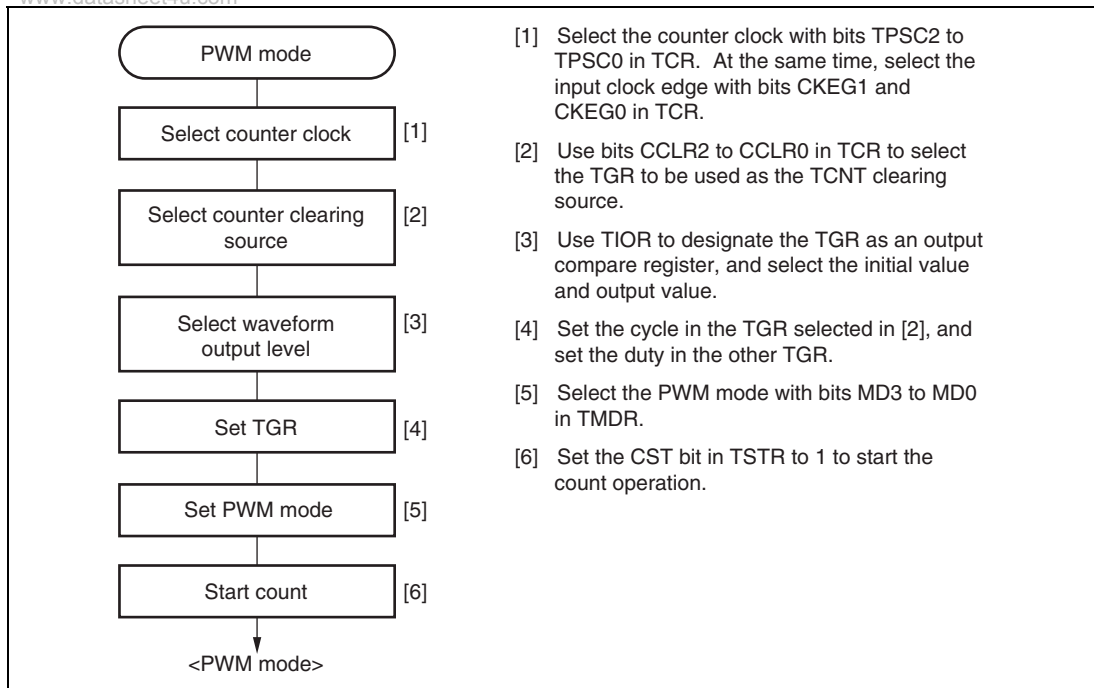 www.datasheet4u.com
PWM mode
Select counter clock
[1]
Select counter clearing
source
[2]
Select waveform
output level
[3]
Set TGR
[4]
Set PWM mode
[5]
Start count
[6]
<PWM mode>
[1] Select the counter clock with bits TPSC2 to
TPSC0 in TCR. At the same time, select the
input clock edge with bits CKEG1 and
CKEG0 in TCR.
[2] Use bits CCLR2 to CCLR0 in TCR to select
the TGR to be used as the TCNT clearing
source.
[3] Use TIOR to designate the TGR as an output
compare register, and select the initial value
and output value.
[4] Set the cycle in the TGR selected in [2], and
set the duty in the other TGR.
[5] Select the PWM mode with bits MD3 to MD0
in TMDR.
[6] Set the CST bit in TSTR to 1 to start the
count operation.